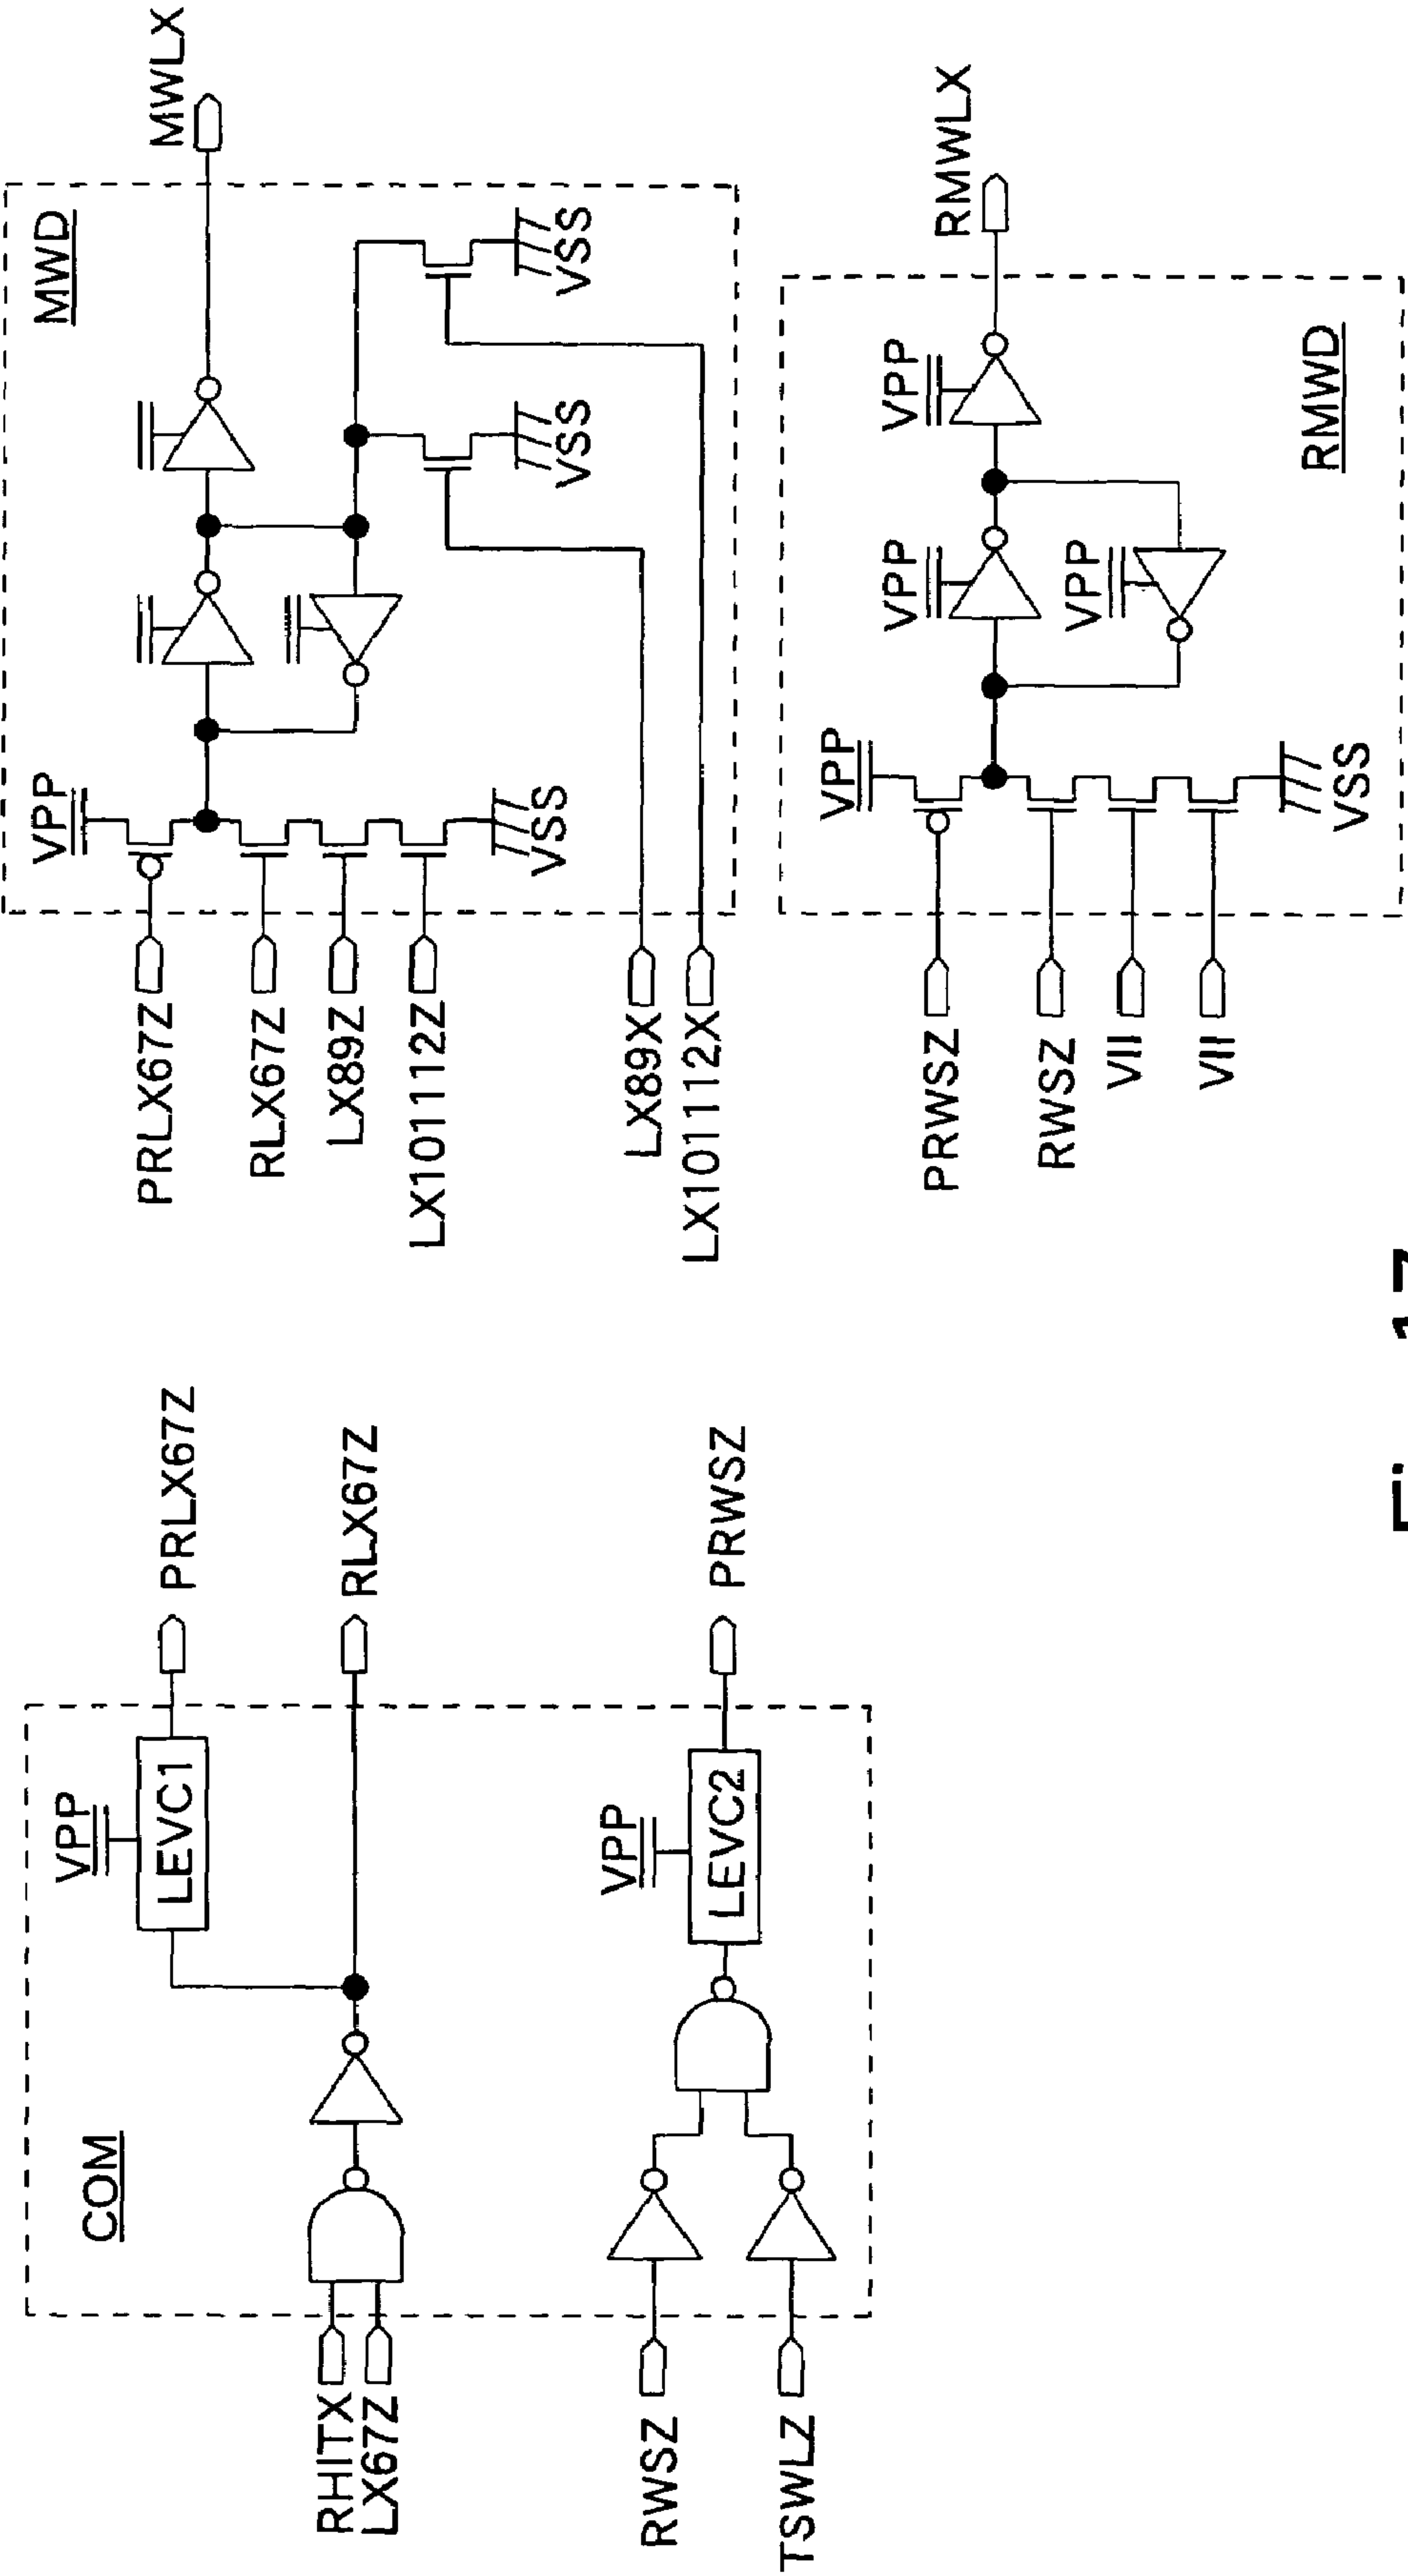 COM
VPP
LEVC1
PRLX67Z
RHITX
LX67Z
RLX67Z
VPP
RWSZ
LEVC2
PRWSZ
TSWLZ
MWD
VPP
PRLX67Z
MWLX
RLX67Z
LX89Z
LX101112Z
VSS
VSS
VSS
LX89X
LX101112X
VPP
VPP
VPP
PRWSZ
RMWLX
RWSZ
VPP
VII
VII
VSS
RMWD